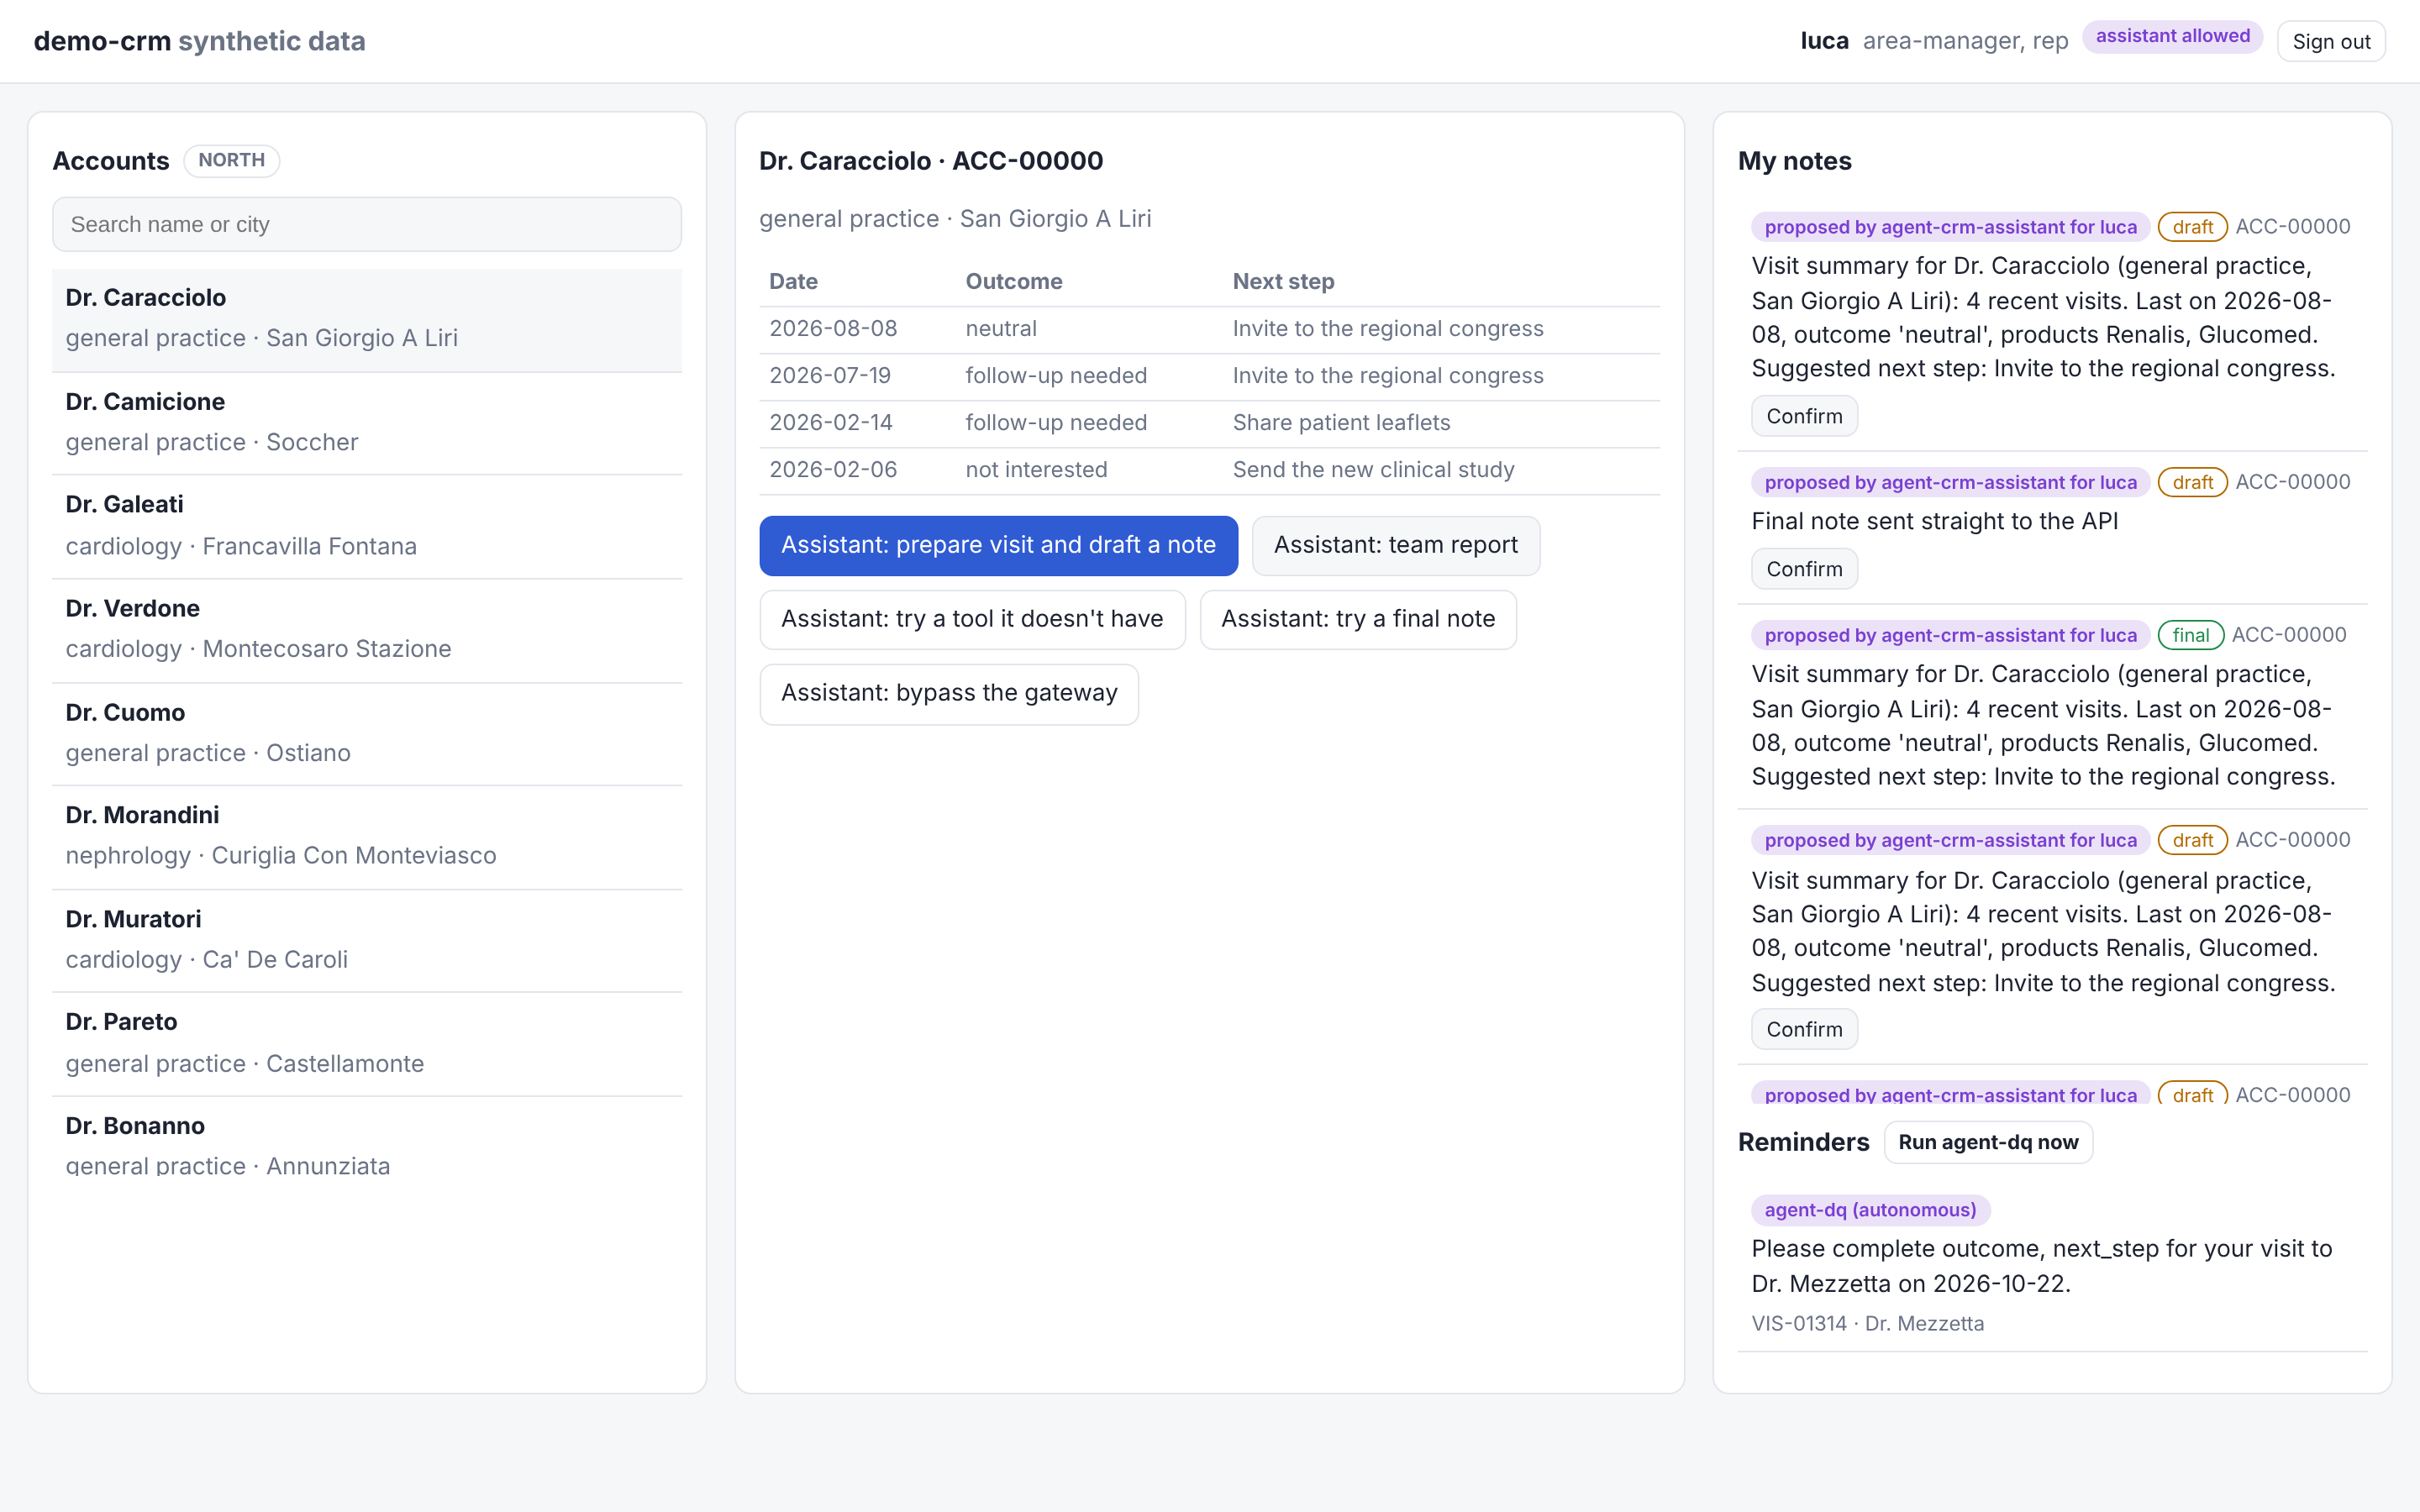 demo-crm synthetic data
luca area-manager, rep assistant allowed Sign out
Accounts NORTH
Search name or city
Dr. Caracciolo
general practice · San Giorgio A Liri
Dr. Camicione
general practice · Soccher
Dr. Galeati
cardiology · Francavilla Fontana
Dr. Verdone
cardiology · Montecosaro Stazione
Dr. Cuomo
general practice · Ostiano
Dr. Morandini
nephrology · Curiglia Con Monteviasco
Dr. Muratori
cardiology · Ca' De Caroli
Dr. Pareto
general practice · Castellamonte
Dr. Bonanno
general practice · Annunziata
Dr. Caracciolo · ACC-00000
general practice · San Giorgio A Liri
Date Outcome Next step
2026-08-08 neutral Invite to the regional congress
2026-07-19 follow-up needed Invite to the regional congress
2026-02-14 follow-up needed Share patient leaflets
2026-02-06 not interested Send the new clinical study
Assistant: prepare visit and draft a note Assistant: team report
Assistant: try a tool it doesn't have Assistant: try a final note
Assistant: bypass the gateway
My notes
proposed by agent-crm-assistant for luca draft ACC-00000
Visit summary for Dr. Caracciolo (general practice,
San Giorgio A Liri): 4 recent visits. Last on 2026-08-
08, outcome 'neutral', products Renalis, Glucomed.
Suggested next step: Invite to the regional congress.
Confirm
proposed by agent-crm-assistant for luca draft ACC-00000
Final note sent straight to the API
Confirm
proposed by agent-crm-assistant for luca final ACC-00000
Visit summary for Dr. Caracciolo (general practice,
San Giorgio A Liri): 4 recent visits. Last on 2026-08-
08, outcome 'neutral', products Renalis, Glucomed.
Suggested next step: Invite to the regional congress.
proposed by agent-crm-assistant for luca draft ACC-00000
Visit summary for Dr. Caracciolo (general practice,
San Giorgio A Liri): 4 recent visits. Last on 2026-08-
08, outcome 'neutral', products Renalis, Glucomed.
Suggested next step: Invite to the regional congress.
Confirm
proposed by agent-crm-assistant for luca draft ACC-00000
Reminders Run agent-dq now
agent-dq (autonomous)
Please complete outcome, next_step for your visit to
Dr. Mezzetta on 2026-10-22.
VIS-01314 · Dr. Mezzetta